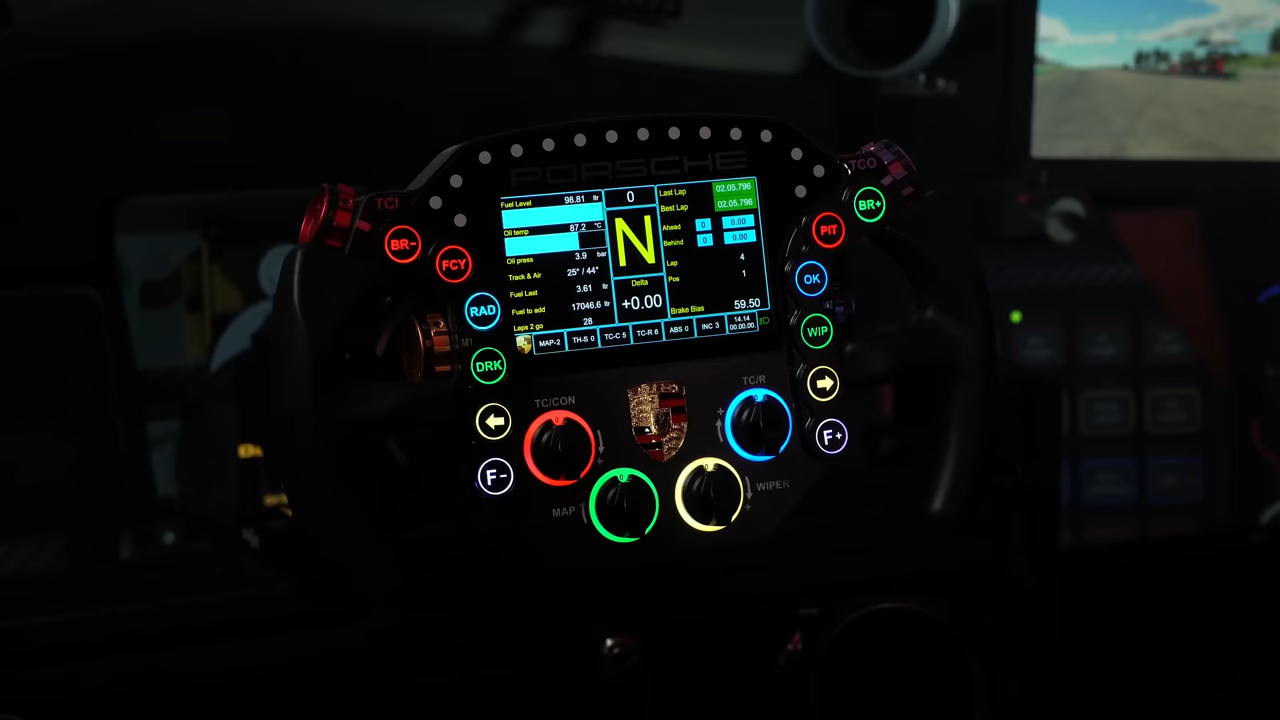 PORSCHE
TCI
TCO
BR-
FCY
RAD
DRK
F-
M1
Fuel Level 98.81 ltr
Oil temp 87.2 °C
Oil press 3.9 bar
Track & Air 25° / 44°
Fuel Last 3.61 ltr
Fuel to add 17046.6 ltr
Laps 2 go 28
0
N
Delta
+0.00
Last Lap 02.05.796
Best Lap 02.05.796
Ahead 0 0.00
Behind 0 0.00
Lap 4
Pos 1
Brake Bias 59.50
MAP-2 TH-S 0 TC-C 5 TC-R 6 ABS 0 INC 3 14.14 00.00.00.
BR+
PIT
OK
WIP
F+
TC/CON
TC/R
MAP
WIPER